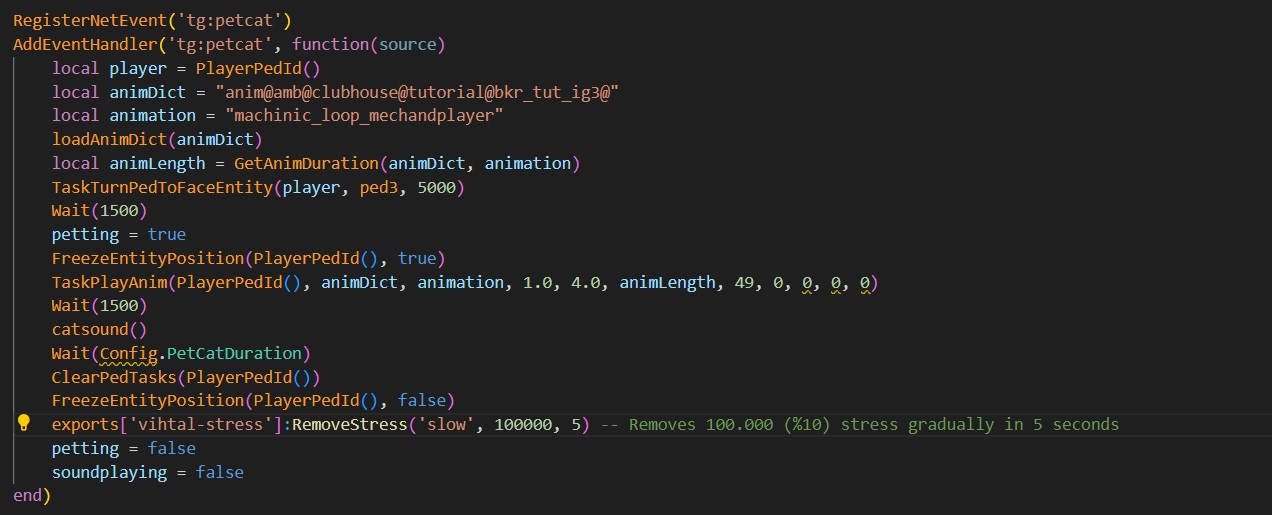 RegisterNetEvent('tg:petcat')
AddEventHandler('tg:petcat', function(source)
    local player = PlayerPedId()
    local animDict = "anim@amb@clubhouse@tutorial@bkr_tut_ig3@"
    local animation = "machinic_loop_mechandplayer"
    loadAnimDict(animDict)
    local animLength = GetAnimDuration(animDict, animation)
    TaskTurnPedToFaceEntity(player, ped3, 5000)
    Wait(1500)
    petting = true
    FreezeEntityPosition(PlayerPedId(), true)
    TaskPlayAnim(PlayerPedId(), animDict, animation, 1.0, 4.0, animLength, 49, 0, 0, 0, 0)
    Wait(1500)
    catsound()
    Wait(Config.PetCatDuration)
    ClearPedTasks(PlayerPedId())
    FreezeEntityPosition(PlayerPedId(), false)
    exports['vihtal-stress']:RemoveStress('slow', 100000, 5) -- Removes 100.000 (%10) stress gradually in 5 seconds
    petting = false
    soundplaying = false
end)